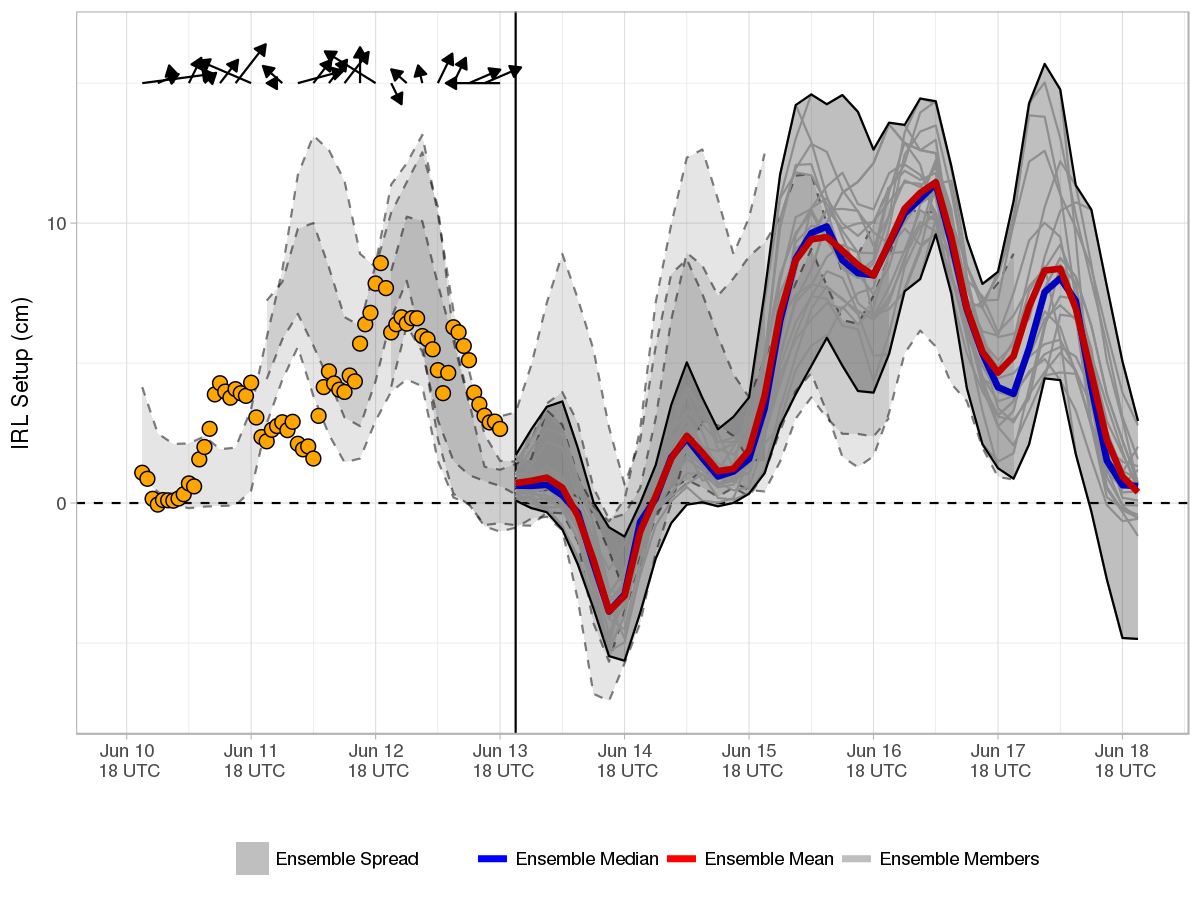 IRL Setup (cm)
10
0
Jun 10 Jun 11 Jun 12 Jun 13 Jun 14 Jun 15 Jun 16 Jun 17 Jun 18
18 UTC 18 UTC 18 UTC 18 UTC 18 UTC 18 UTC 18 UTC 18 UTC 18 UTC
Ensemble Spread Ensemble Median Ensemble Mean Ensemble Members